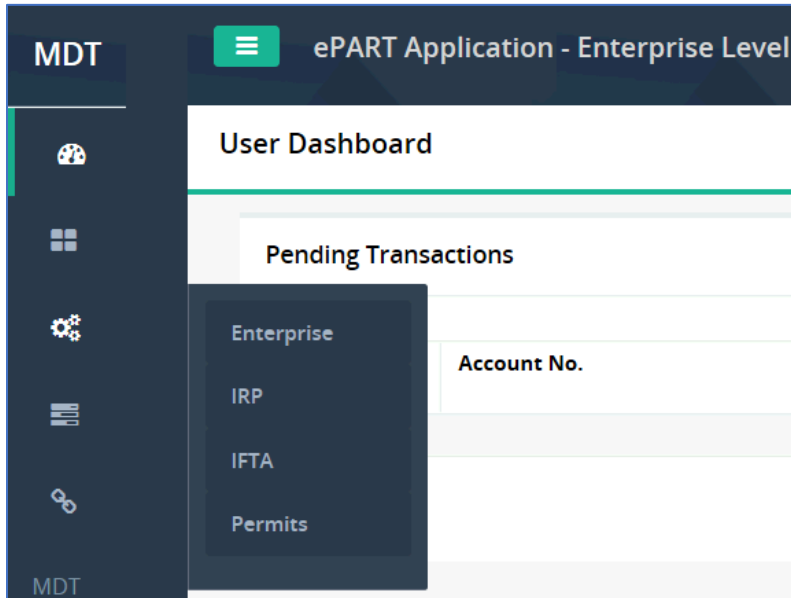 MDT
ePART Application - Enterprise Level
User Dashboard
Pending Transactions
Enterprise
Account No.
IRP
IFTA
Permits
MDT